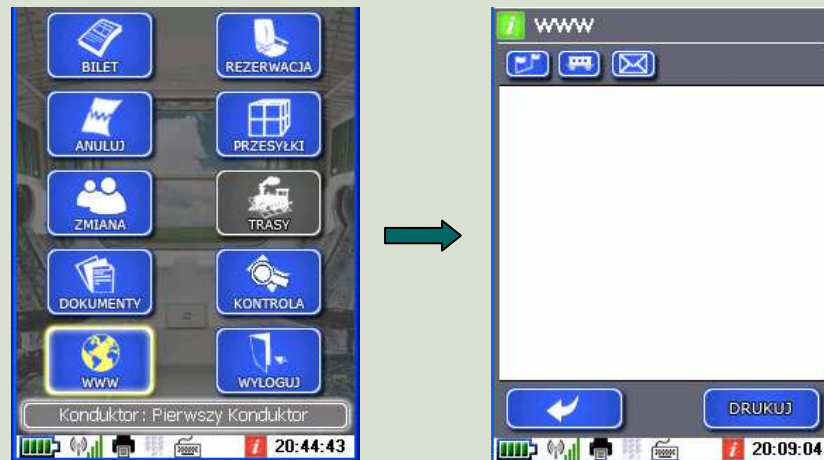 BILET REZERWACJA
ANULUJ PRZESYŁKI
ZMIANA TRASY
DOKUMENTY KONTROLA
WWW WYLOGUJ
Konduktor: Pierwszy Konduktor
i 20:44:43
i WWW
DRUKUJ
i 20:09:04